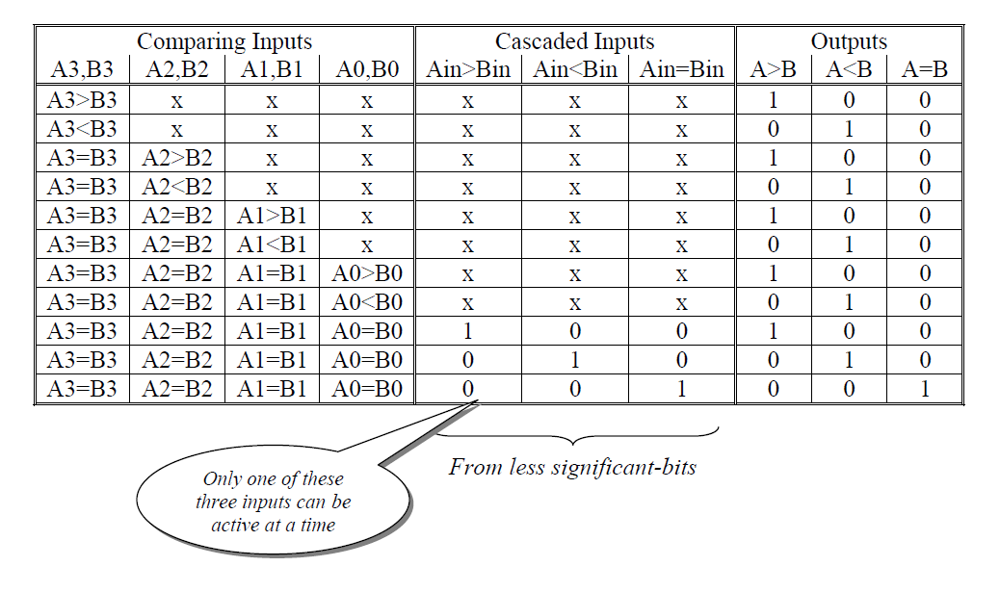 Comparing Inputs Cascaded Inputs Outputs
A3,B3 A2,B2 A1,B1 A0,B0 Ain>Bin Ain<Bin Ain=Bin A>B A<B A=B
A3>B3 x x x x x x 1 0 0
A3<B3 x x x x x x 0 1 0
A3=B3 A2>B2 x x x x x 1 0 0
A3=B3 A2<B2 x x x x x 0 1 0
A3=B3 A2=B2 A1>B1 x x x x 1 0 0
A3=B3 A2=B2 A1<B1 x x x x 0 1 0
A3=B3 A2=B2 A1=B1 A0>B0 x x x 1 0 0
A3=B3 A2=B2 A1=B1 A0<B0 x x x 0 1 0
A3=B3 A2=B2 A1=B1 A0=B0 1 0 0 1 0 0
A3=B3 A2=B2 A1=B1 A0=B0 0 1 0 0 1 0
A3=B3 A2=B2 A1=B1 A0=B0 0 0 1 0 0 1
From less significant-bits
Only one of these
three inputs can be
active at a time